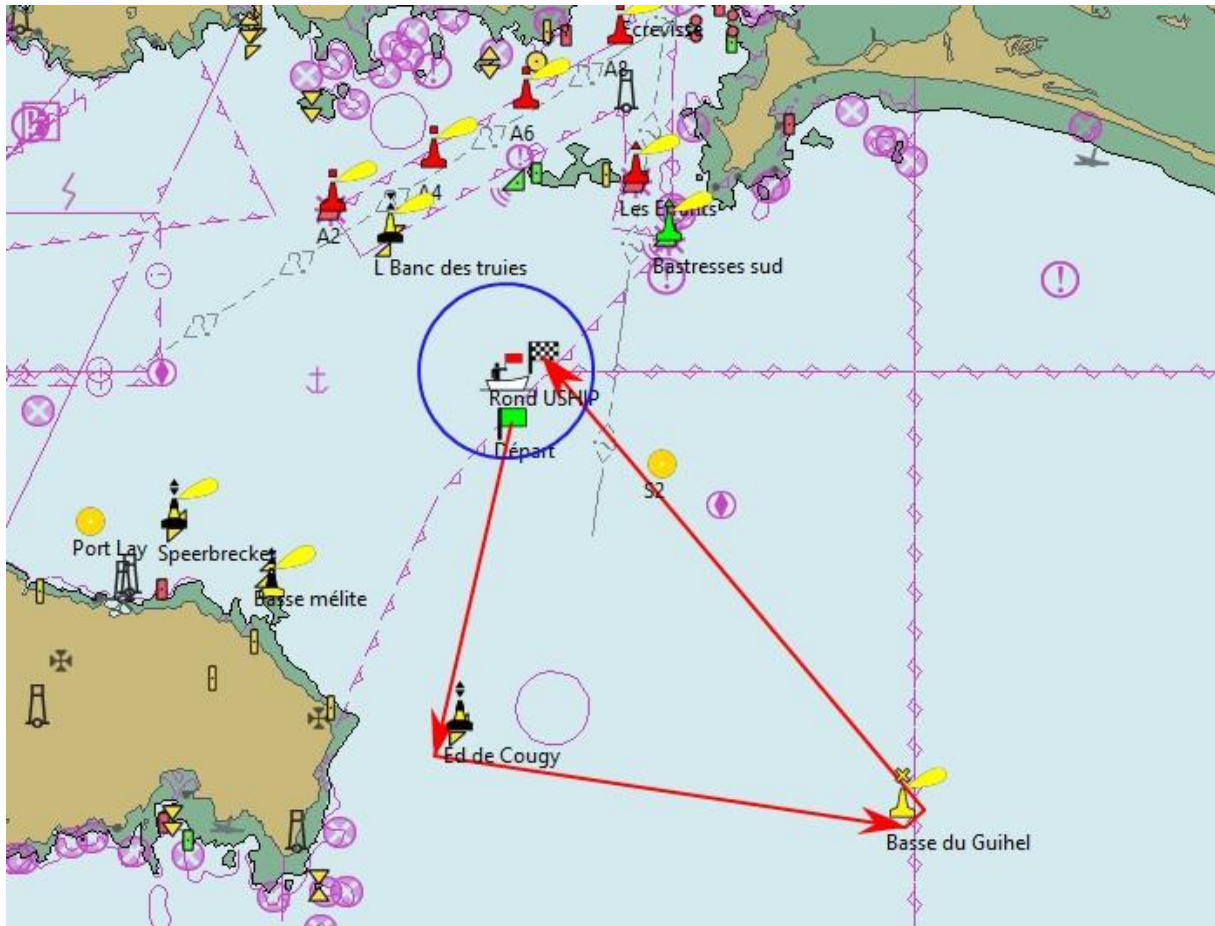 Ecrevisse
A8
A6
A4
Les Errants
A2
L Banc des truies
Bastresses sud
Rond USHIP
Départ
S2
Port Lay
Speerbrecker
Basse mélite
Ed de Cougy
Basse du Guihel